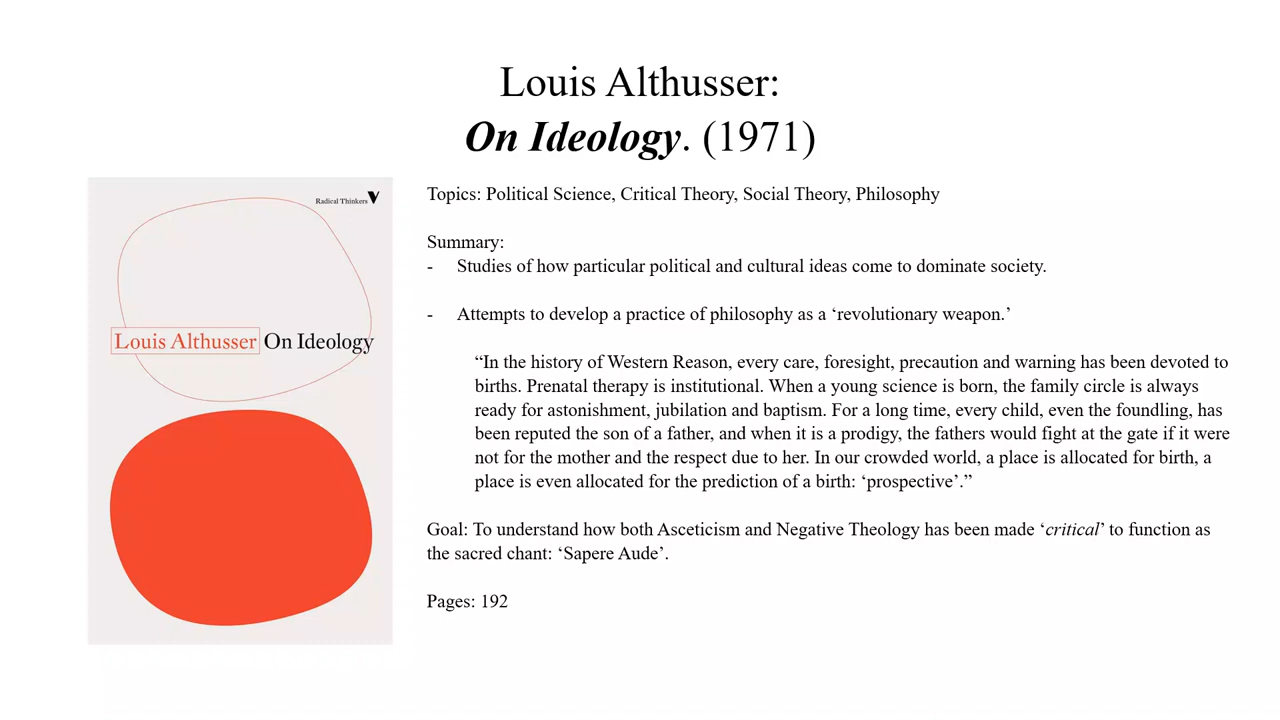 Louis Althusser:
On Ideology. (1971)
Radical Thinkers V
Louis Althusser On Ideology
Topics: Political Science, Critical Theory, Social Theory, Philosophy
Summary:
- Studies of how particular political and cultural ideas come to dominate society.
- Attempts to develop a practice of philosophy as a ‘revolutionary weapon.’
“In the history of Western Reason, every care, foresight, precaution and warning has been devoted to
births. Prenatal therapy is institutional. When a young science is born, the family circle is always
ready for astonishment, jubilation and baptism. For a long time, every child, even the foundling, has
been reputed the son of a father, and when it is a prodigy, the fathers would fight at the gate if it were
not for the mother and the respect due to her. In our crowded world, a place is allocated for birth, a
place is even allocated for the prediction of a birth: ‘prospective’.”
Goal: To understand how both Asceticism and Negative Theology has been made ‘critical’ to function as
the sacred chant: ‘Sapere Aude’.
Pages: 192